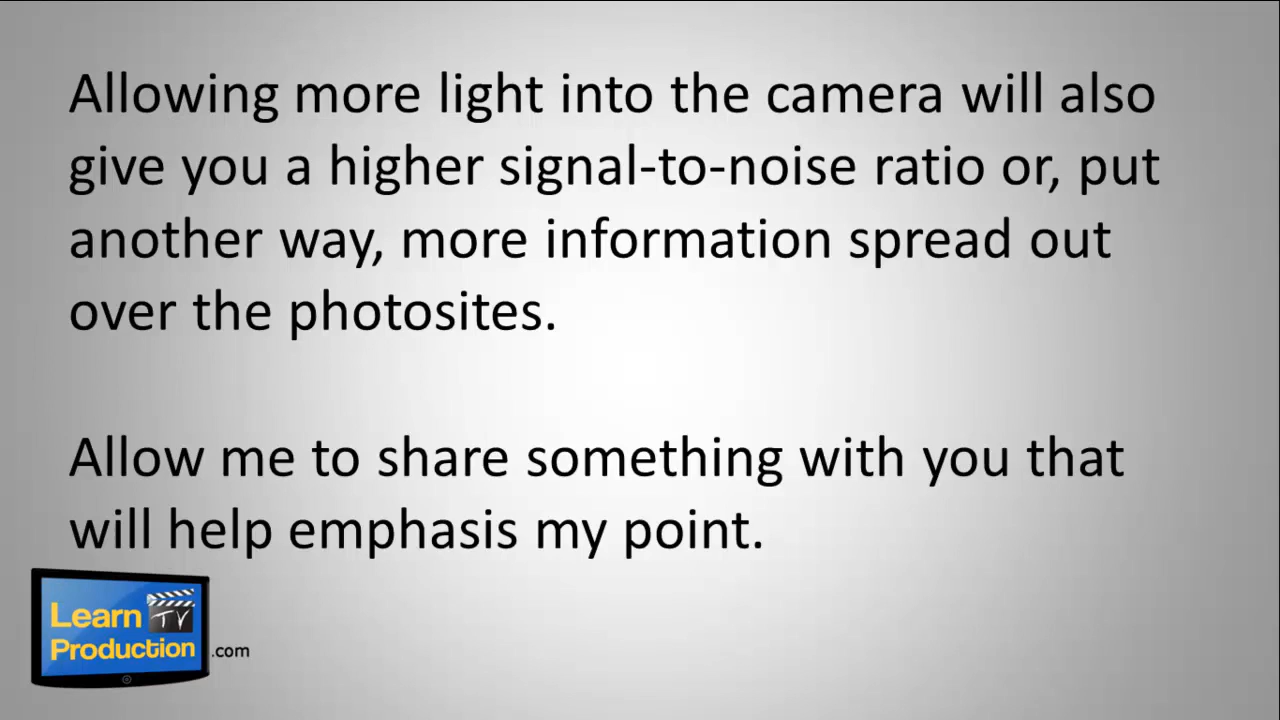 Allowing more light into the camera will also
give you a higher signal-to-noise ratio or, put
another way, more information spread out
over the photosites.
Allow me to share something with you that
will help emphasis my point.
Learn TV
Production .com